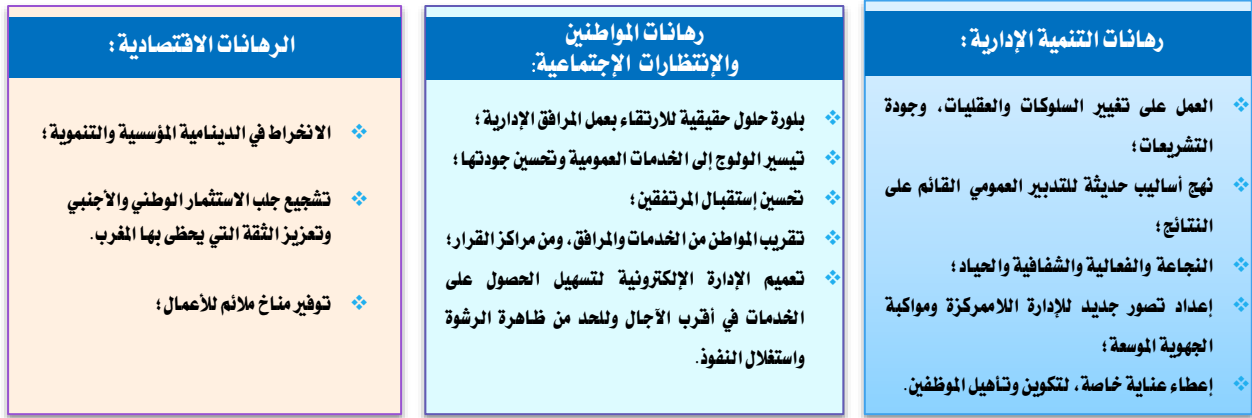 رهانات التنمية الإدارية :
العمل على تغيير السلوكات والعقليات، وجودة
التشريعات ؛
نهج أساليب حديثة للتدبير العمومي القائم على
النتائج ؛
النجاعة والفعالية والشفافية والحياد ؛
إعداد تصور جديد للإدارة اللاممركزة ومواكبة
الجهوية الموسعة ؛
إعطاء عناية خاصة، لتكوين وتأهيل الموظفين.
رهانات المواطنين
والإنتظارات الإجتماعية:
بلورة حلول حقيقية للارتقاء بعمل المرافق الإدارية ؛
تيسير الولوج إلى الخدمات العمومية وتحسين جودتها ؛
تحسين إستقبال المرتفقين ؛
تقريب المواطن من الخدمات والمرافق، ومن مراكز القرار ؛
تعميم الإدارة الإلكترونية لتسهيل الحصول على
الخدمات في أقرب الآجال وللحد من ظاهرة الرشوة
واستغلال النفوذ.
الرهانات الاقتصادية :
الانخراط في الدينامية المؤسسية والتنموية ؛
تشجيع جلب الاستثمار الوطني والأجنبي
وتعزيز الثقة التي يحظى بها المغرب.
توفير مناخ ملائم للأعمال ؛